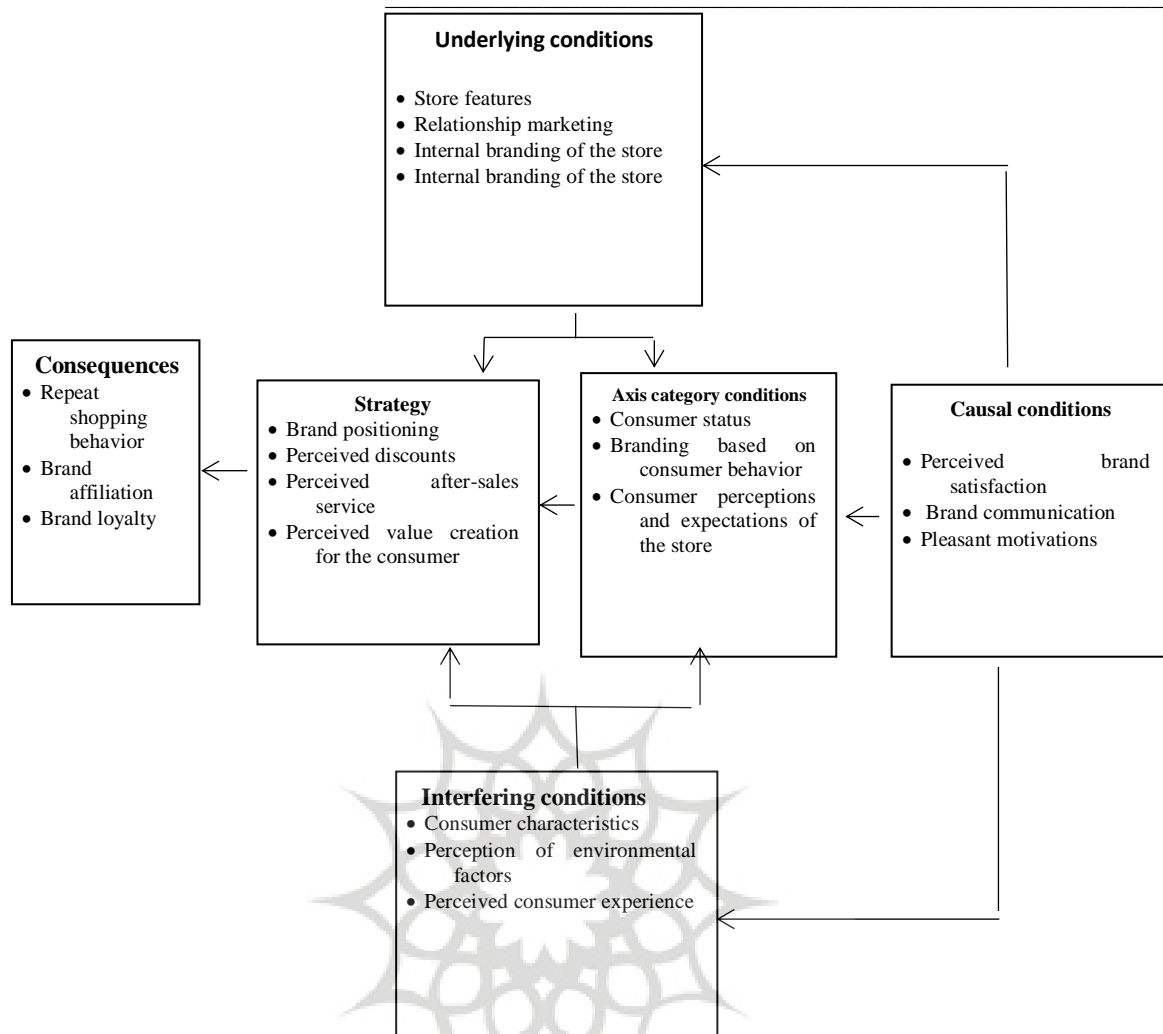 Underlying conditions
• Store features
• Relationship marketing
• Internal branding of the store
• Internal branding of the store
Consequences
• Repeat
shopping
behavior
• Brand
affiliation
• Brand loyalty
Strategy
• Brand positioning
• Perceived discounts
• Perceived after-sales
service
• Perceived value creation
for the consumer
Axis category conditions
• Consumer status
• Branding based on
consumer behavior
• Consumer perceptions
and expectations of
the store
Causal conditions
• Perceived brand
satisfaction
• Brand communication
• Pleasant motivations
Interfering conditions
• Consumer characteristics
• Perception of environmental
factors
• Perceived consumer experience